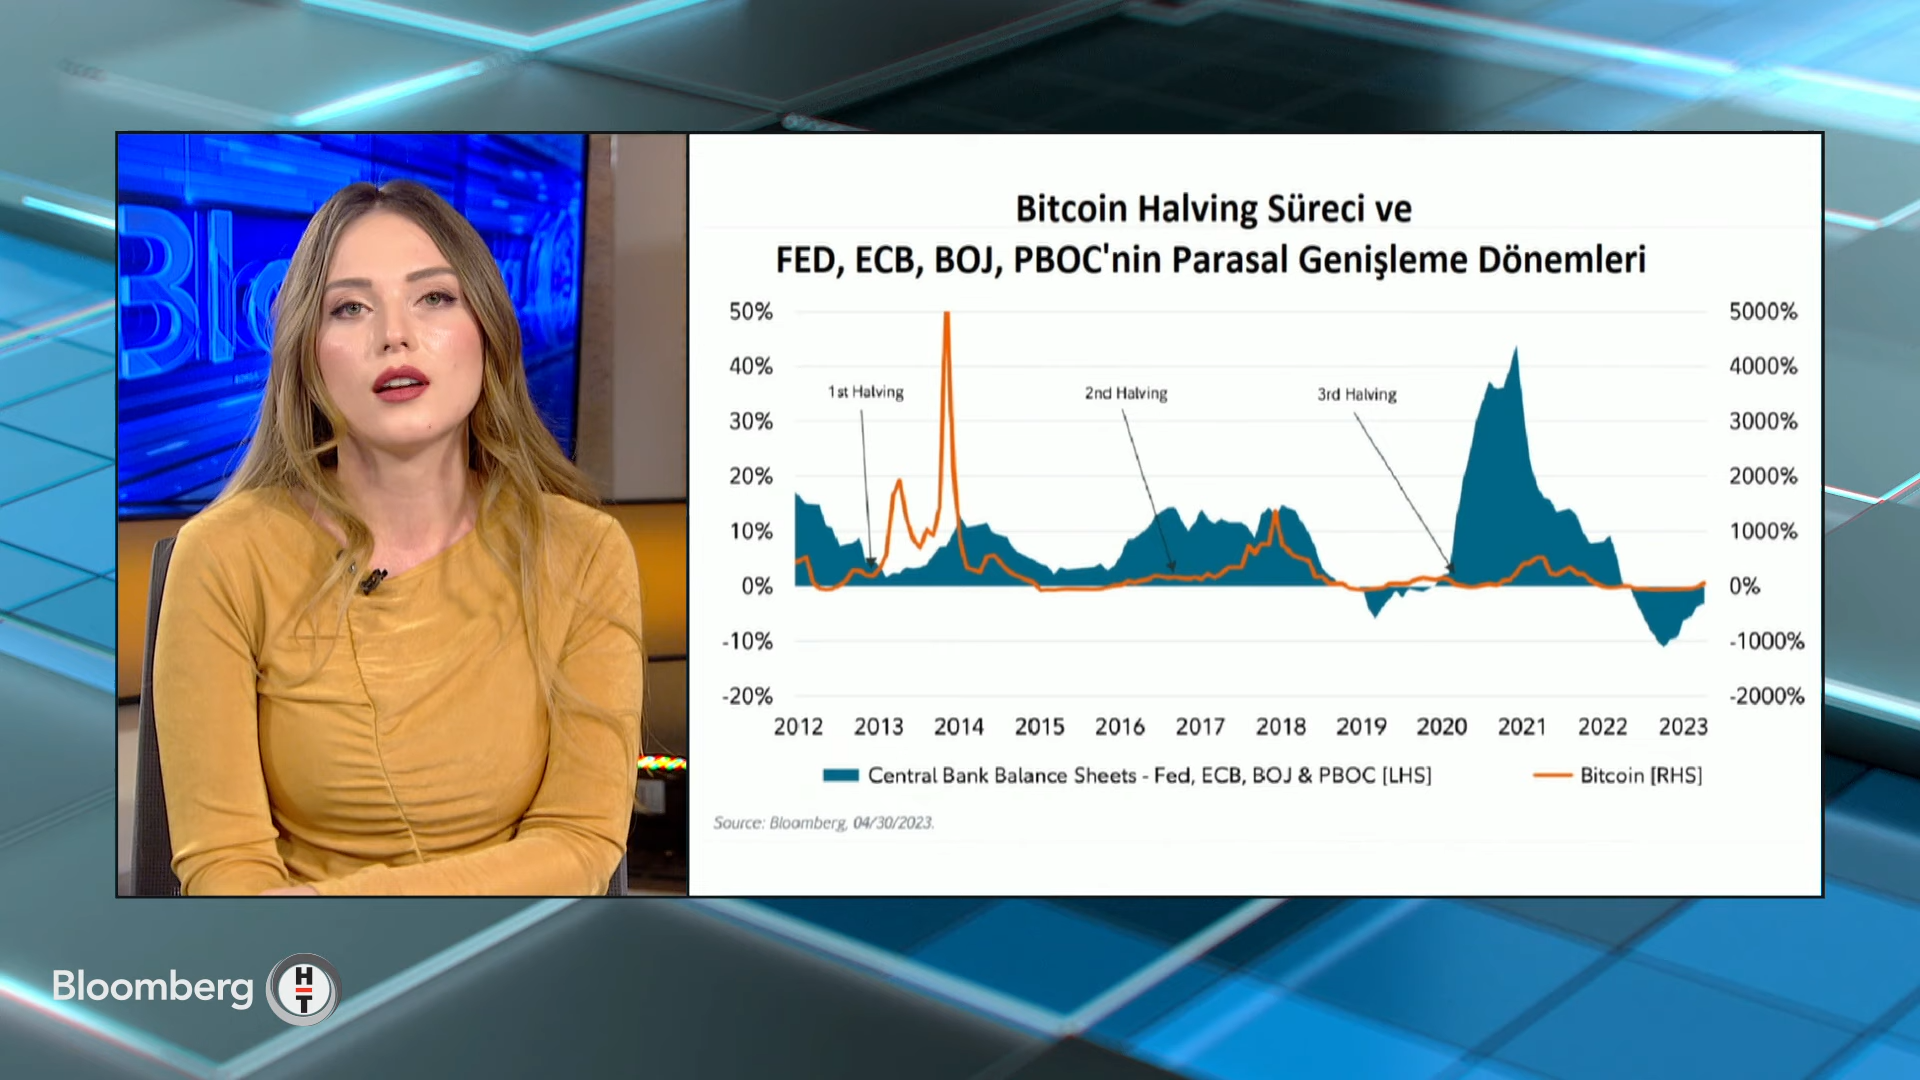 Blo
Bitcoin Halving Süreci ve
FED, ECB, BOJ, PBOC'nin Parasal Genişleme Dönemleri
50%
40%
30%
20%
10%
0%
-10%
-20%
5000%
4000%
3000%
2000%
1000%
0%
-1000%
-2000%
1st Halving
2nd Halving
3rd Halving
2012 2013 2014 2015 2016 2017 2018 2019 2020 2021 2022 2023
Central Bank Balance Sheets - Fed, ECB, BOJ & PBOC [LHS] Bitcoin [RHS]
Source: Bloomberg, 04/30/2023.
Bloomberg HT